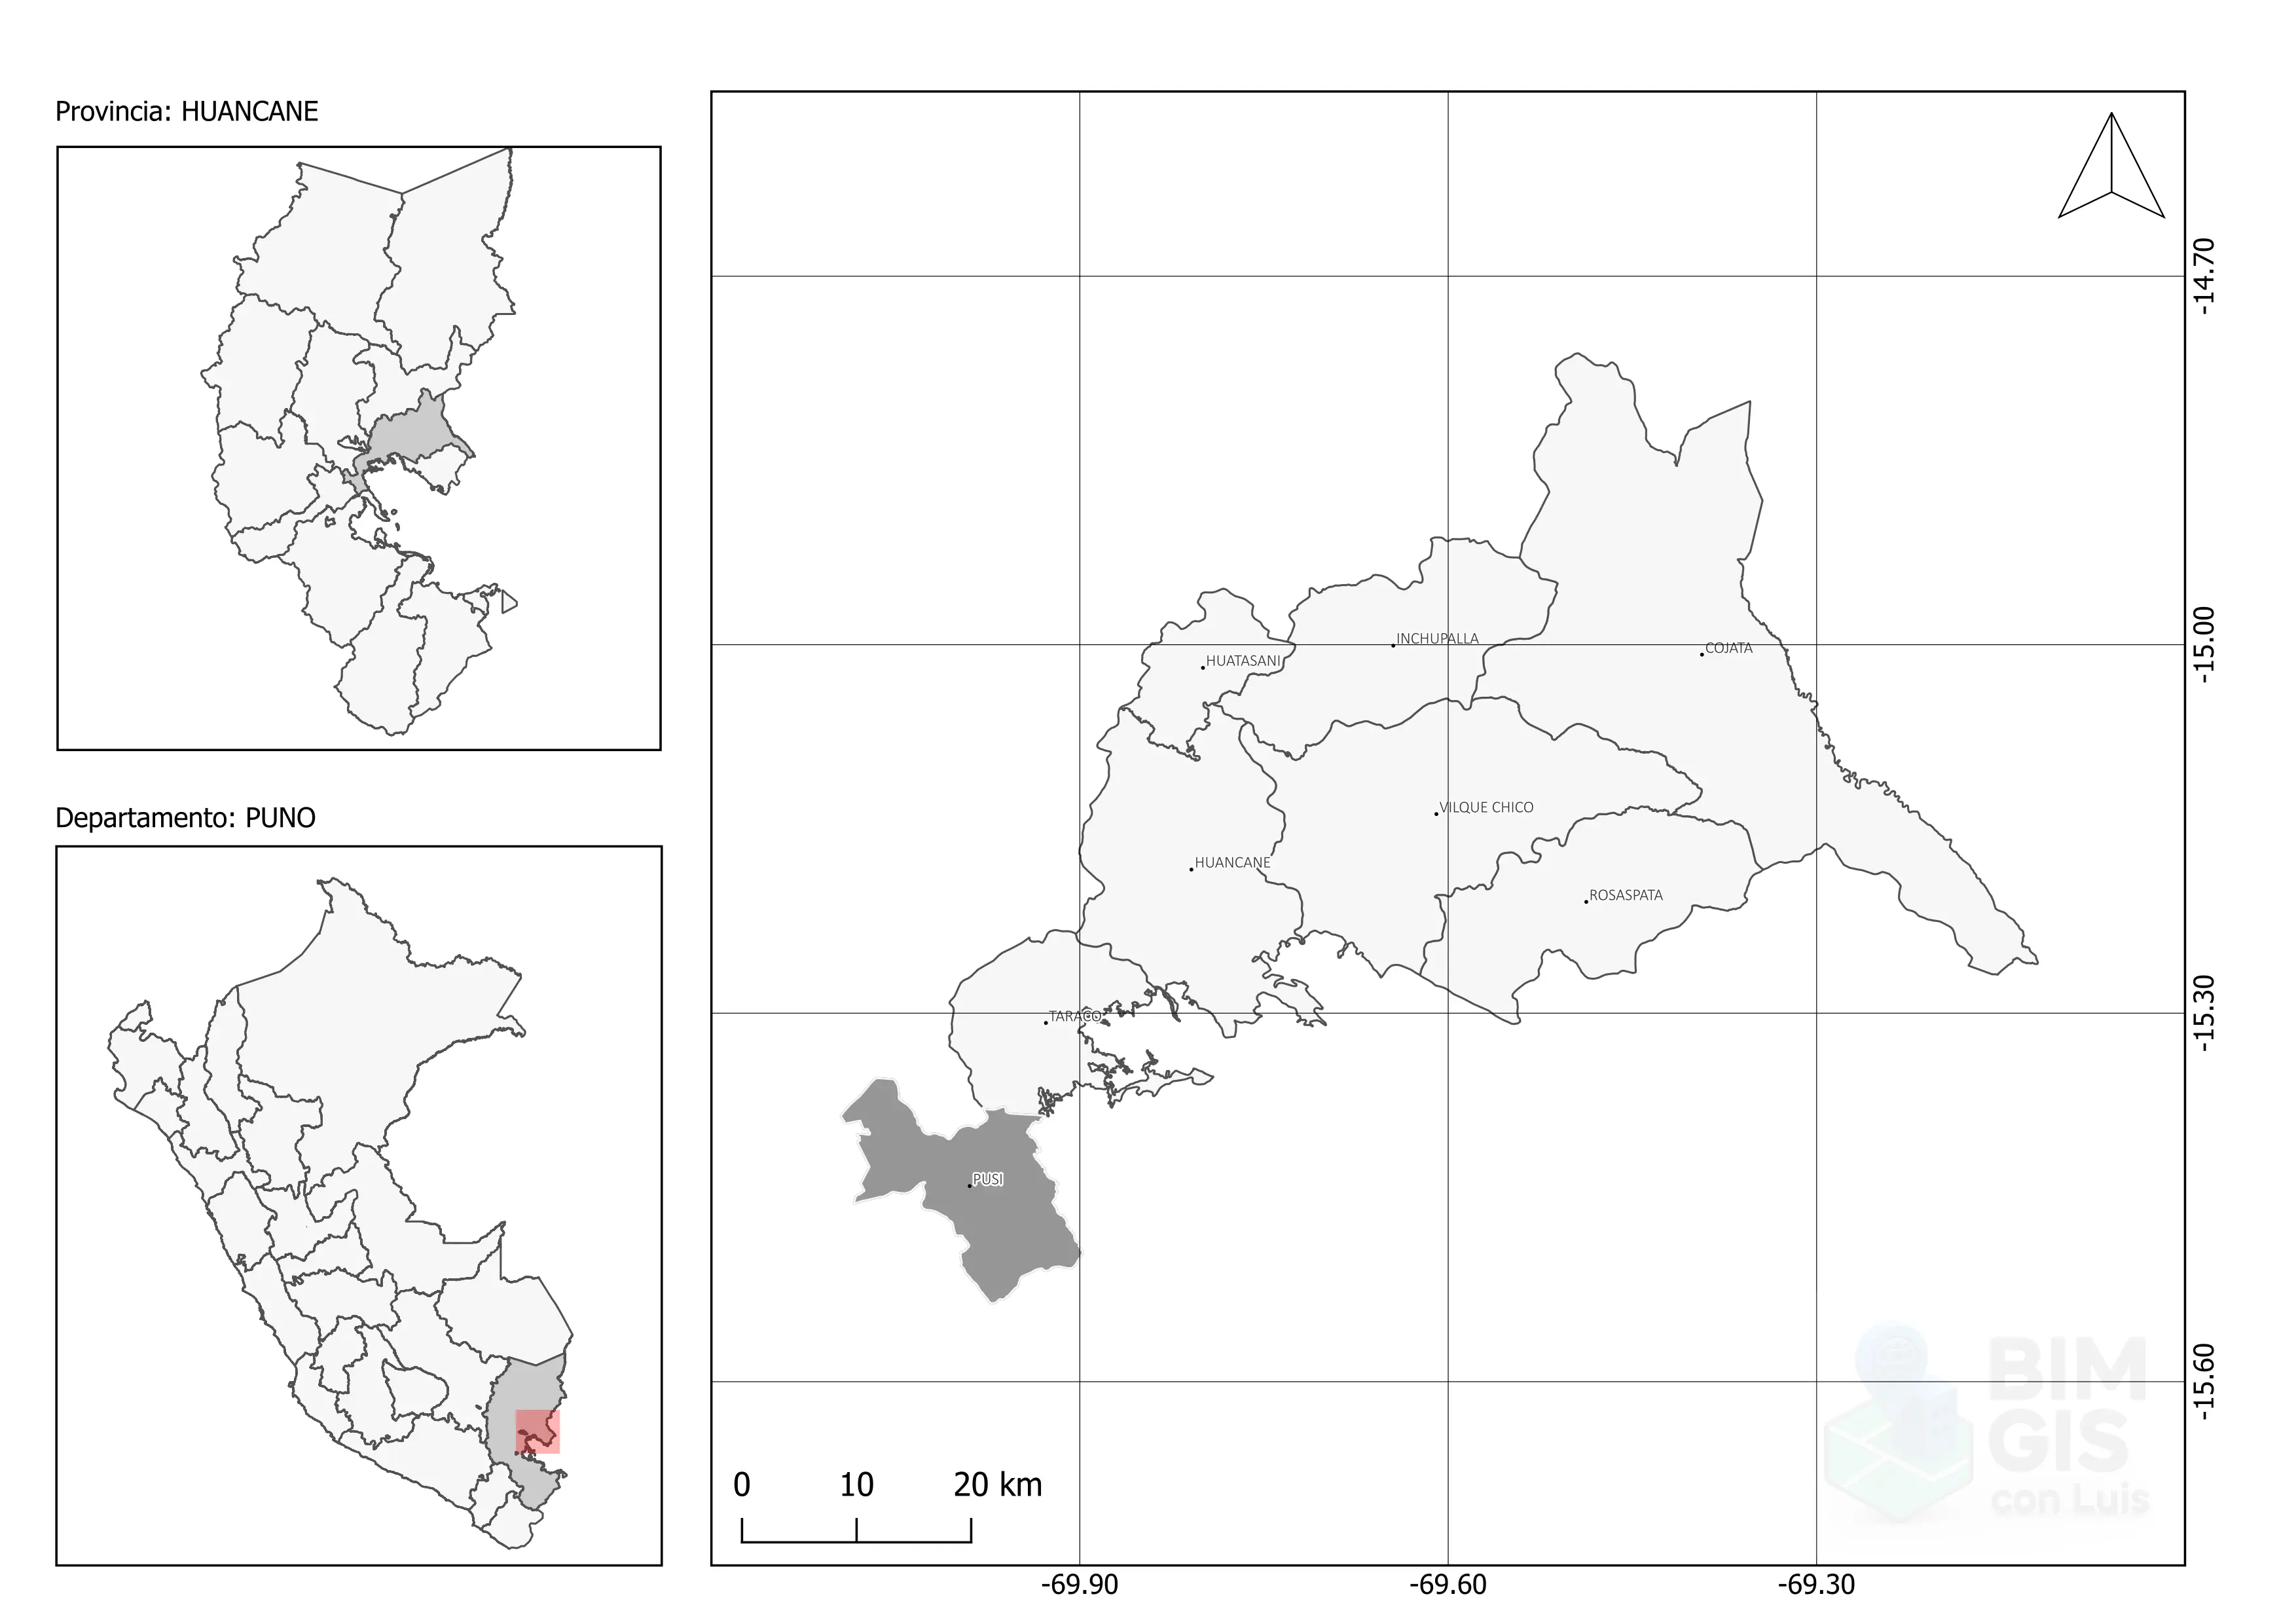 Provincia: HUANCANE
Departamento: PUNO
INCHUPALLA
COJATA
HUATASANI
VILQUE CHICO
HUANCANE
ROSASPATA
TARACO
PUSI
-14.70
-15.00
-15.30
-15.60
0 10 20 km
-69.90 -69.60 -69.30
BIM
GIS
con Luis